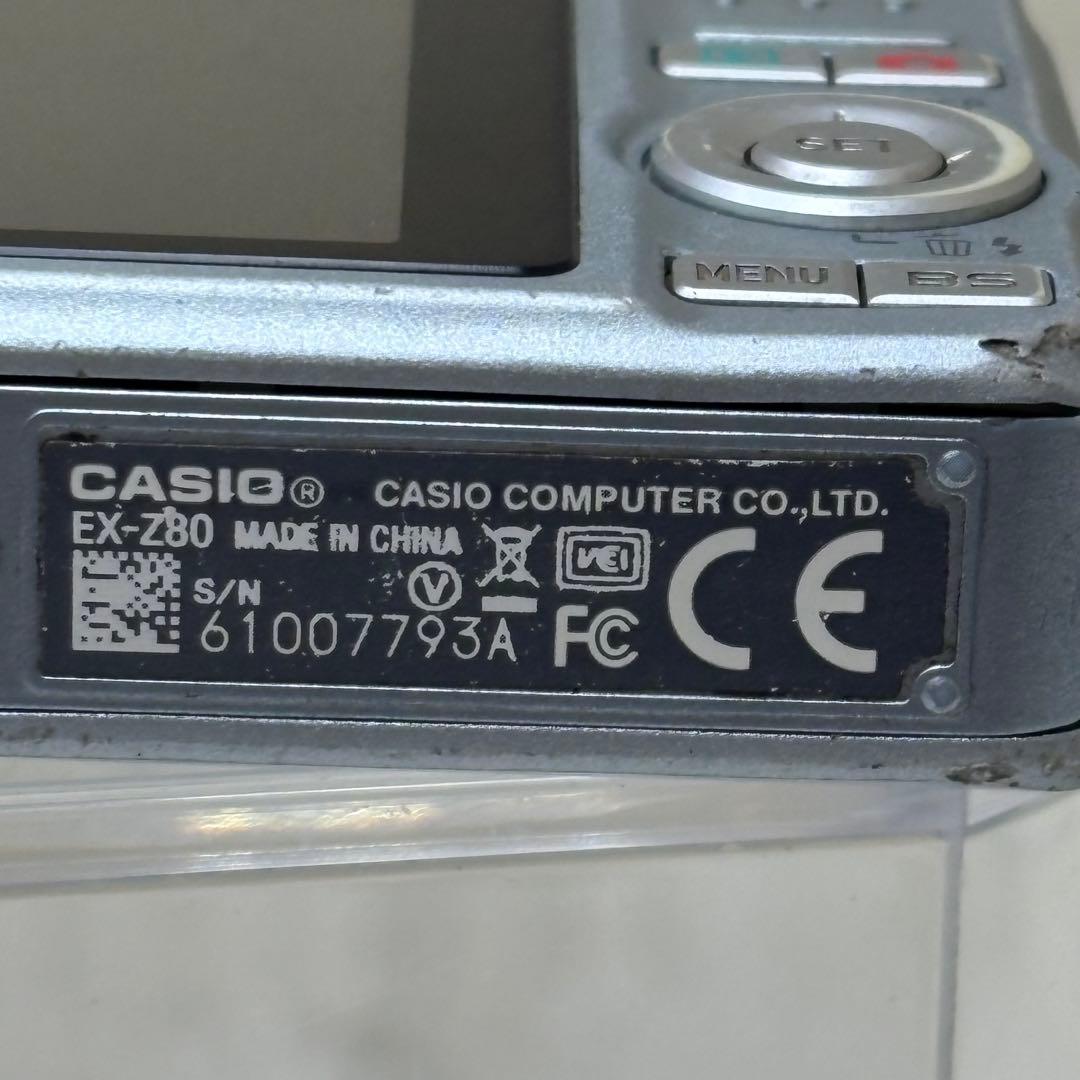 SET
MENU BS
CASIO® CASIO COMPUTER CO.,LTD.
EX-Z80 MADE IN CHINA
S/N V
61007793A FC CE